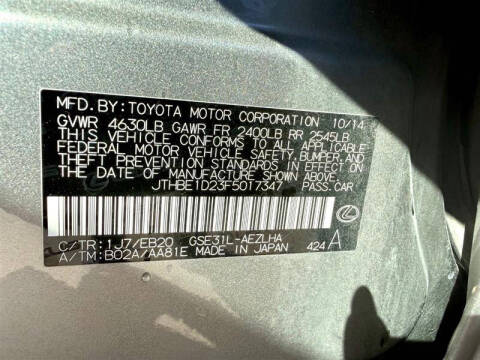 MFD. BY: TOYOTA MOTOR CORPORATION 10/14
GVWR 4630LB GAWR FR 2400LB RR 2545LB
THIS VEHICLE CONFORMS TO ALL APPLICABLE
FEDERAL MOTOR VEHICLE SAFETY, BUMPER, AND
THEFT PREVENTION STANDARDS IN EFFECT ON
THE DATE OF MANUFACTURE SHOWN ABOVE.
JTHBE1D23F5017347 PASS. CAR
C/TR: 1J7/EB20 GSE31L-AEZLHA
A/TM: B02A/AA81E MADE IN JAPAN 424 A